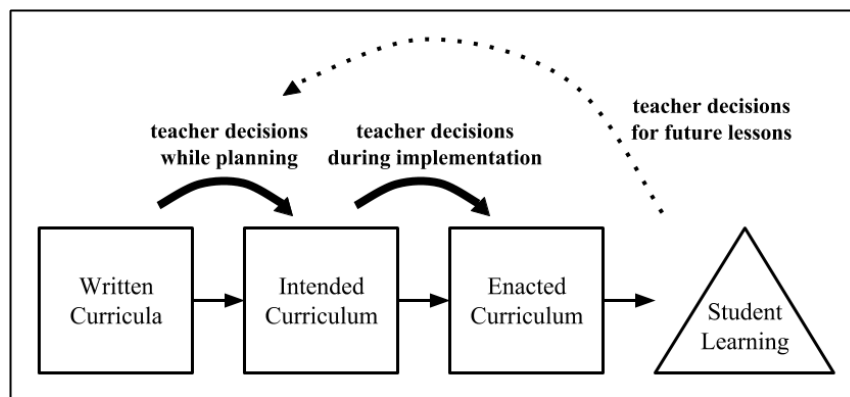 teacher decisions
for future lessons
teacher decisions
while planning
teacher decisions
during implementation
Written
Curricula
Intended
Curriculum
Enacted
Curriculum
Student
Learning